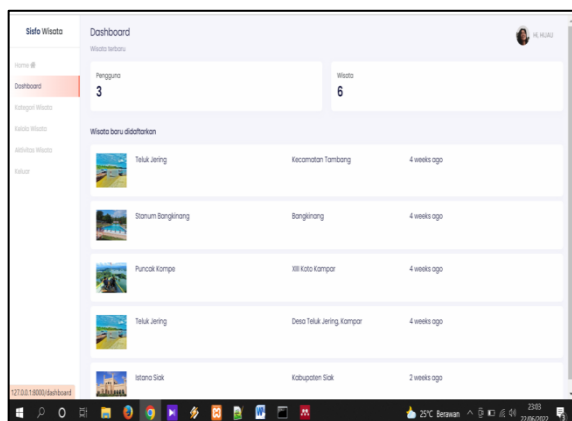 Sisfo Wisata
Dashboard
Wisata terbaru
Hi, HIJAU
Home
Dashboard
Kategori Wisata
Kelola Wisata
Aktivitas Wisata
Keluar
Pengguna
3
Wisata
6
Wisata baru didaftarkan
Teluk Jering Kecamatan Tambang 4 weeks ago
Stanum Bangkinang Bangkinang 4 weeks ago
Puncak Kompe XIII Koto Kampar 4 weeks ago
Teluk Jering Desa Teluk Jering, Kampar 4 weeks ago
Istana Siak Kabupaten Siak 2 weeks ago
127.0.0.1:8000/dashboard
25°C Berawan
23:03
22/06/2022